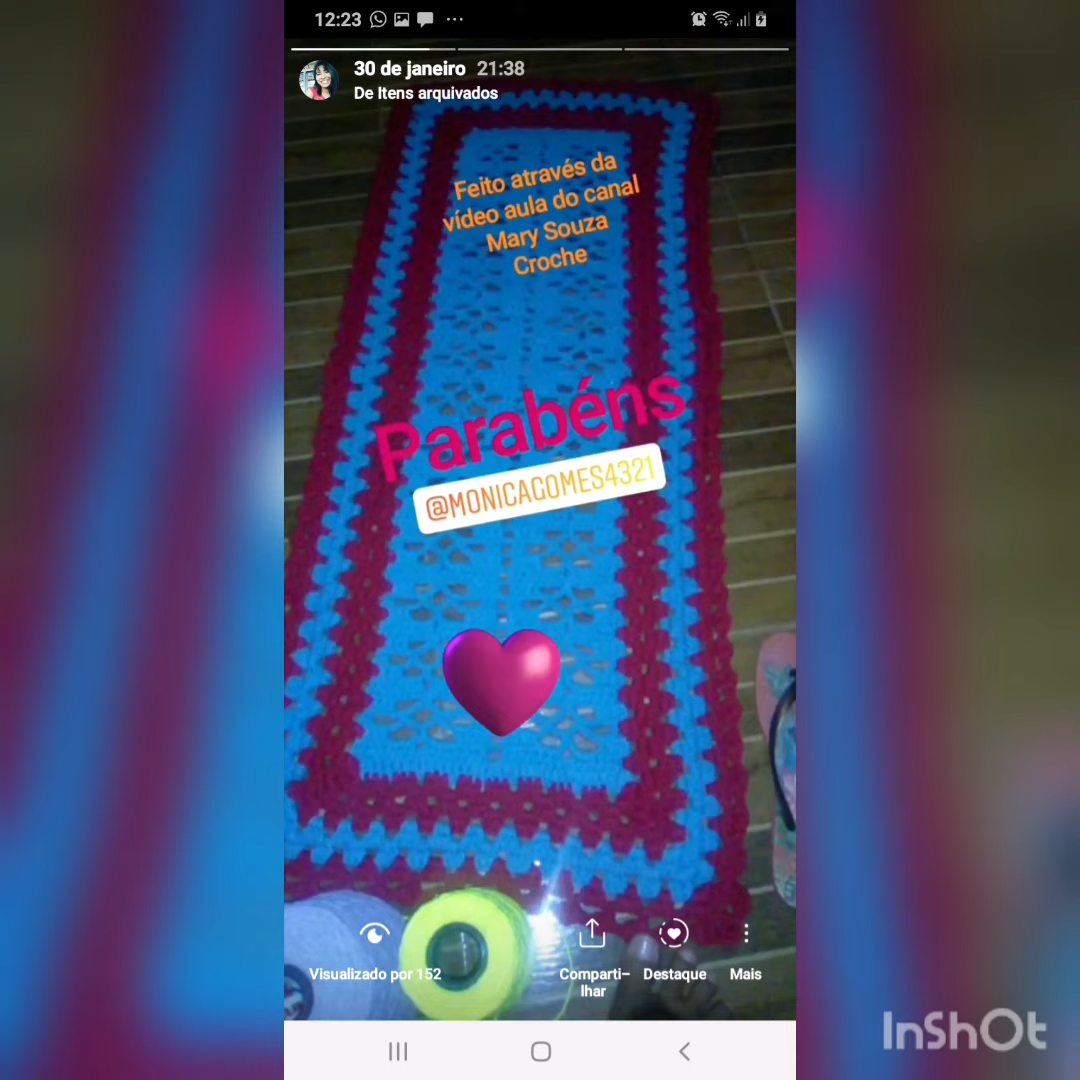 12:23
30 de janeiro 21:38
De Itens arquivados
Feito através da
vídeo aula do canal
Mary Souza
Croche
Parabéns
@MONICAGOMES4321
Visualizado por 152
Comparti-
lhar
Destaque
Mais
InShOt